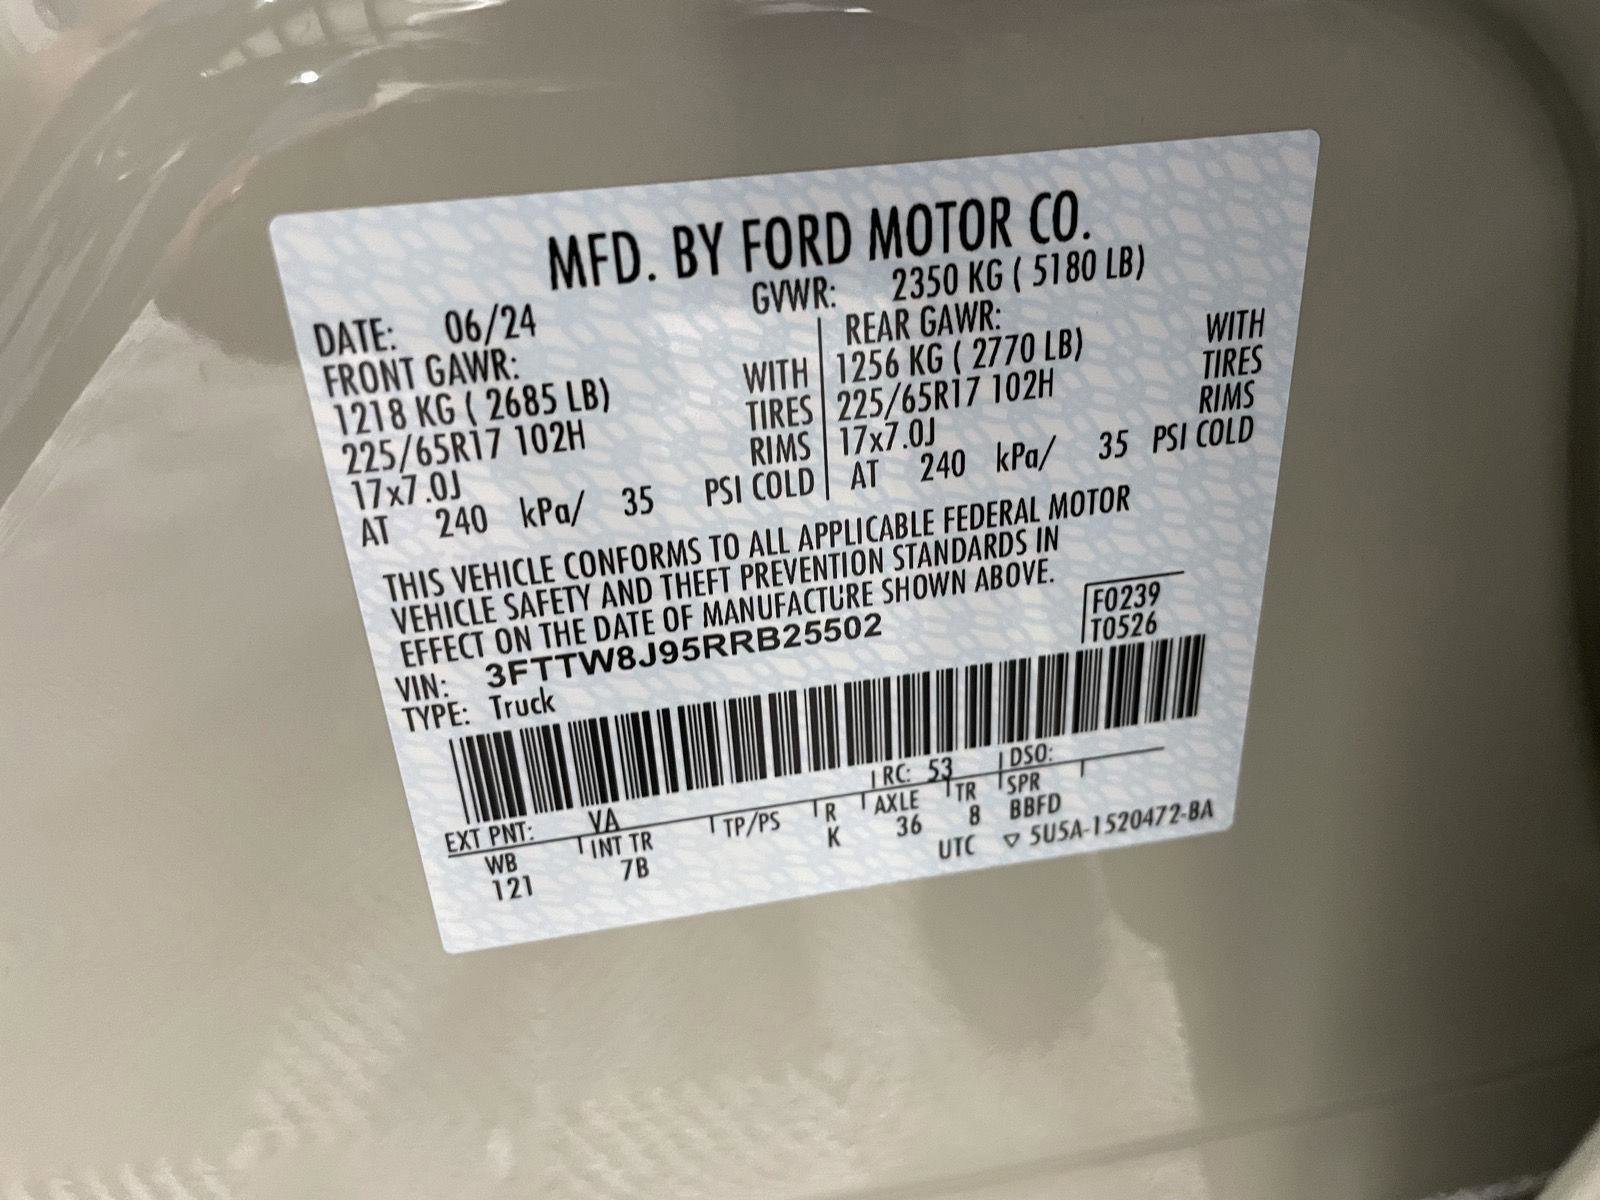 MFD. BY FORD MOTOR CO.
DATE: 06/24 GVWR: 2350 KG ( 5180 LB)
FRONT GAWR: REAR GAWR:
1218 KG ( 2685 LB) WITH 1256 KG ( 2770 LB) WITH
225/65R17 102H TIRES 225/65R17 102H TIRES
17x7.0J RIMS 17x7.0J RIMS
AT 240 kPa/ 35 PSI COLD AT 240 kPa/ 35 PSI COLD
THIS VEHICLE CONFORMS TO ALL APPLICABLE FEDERAL MOTOR
VEHICLE SAFETY AND THEFT PREVENTION STANDARDS IN
EFFECT ON THE DATE OF MANUFACTURE SHOWN ABOVE.
F0239
VIN: 3FTTW8J95RRB25502
T0526
TYPE: Truck
EXT PNT: YA RC: 53 DSO:
WB INT TR TP/PS R AXLE TR SPR
121 7B K 36 8 BBFD
UTC ▽ 5U5A-1520472-BA